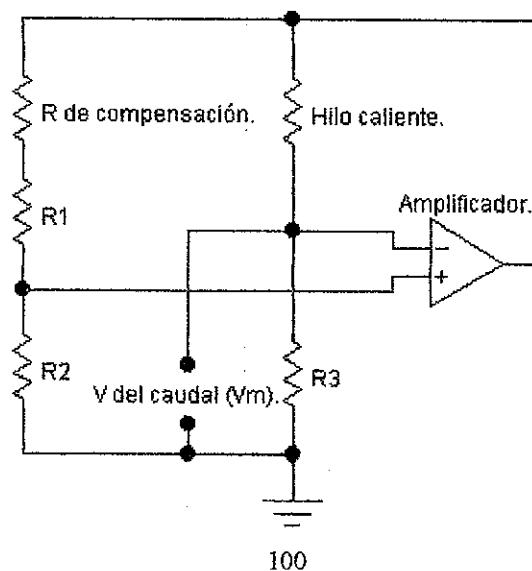 R de compensación.
Hilo caliente.
R1
Amplificador.
-
+
R2
V del caudal (Vm).
R3
100